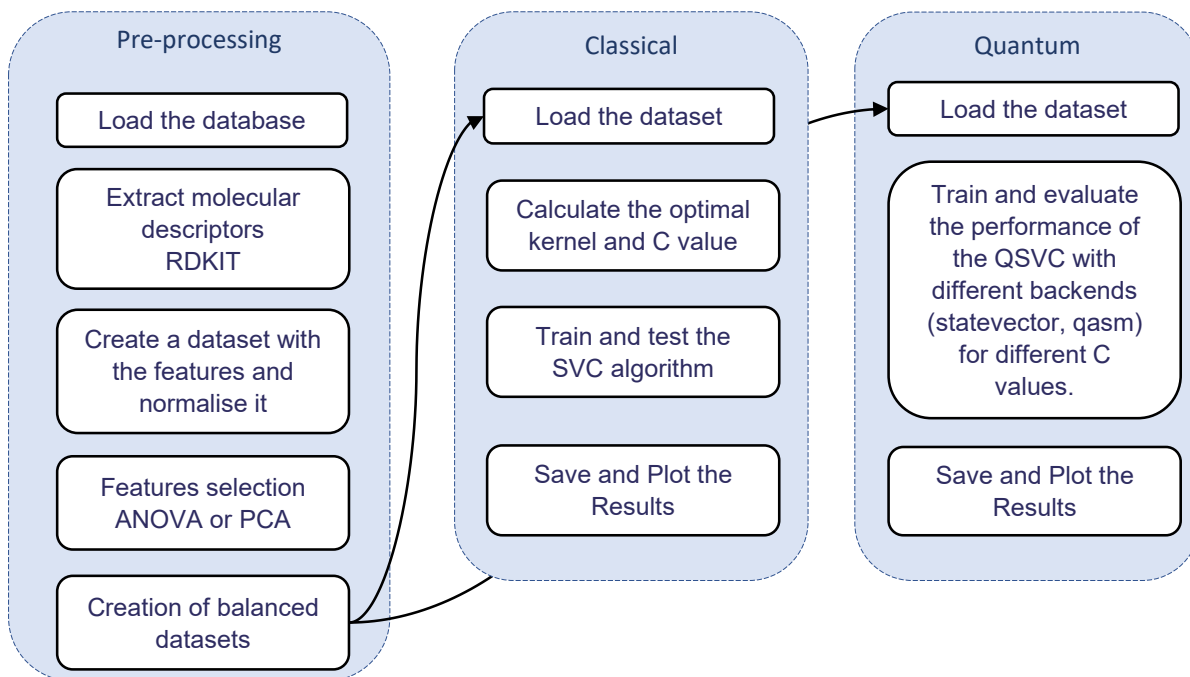 Pre-processing
Load the database
Extract molecular
descriptors
RDKIT
Create a dataset with
the features and
normalise it
Features selection
ANOVA or PCA
Creation of balanced
datasets
Classical
Load the dataset
Calculate the optimal
kernel and C value
Train and test the
SVC algorithm
Save and Plot the
Results
Quantum
Load the dataset
Train and evaluate
the performance of
the QSVC with
different backends
(statevector, qasm)
for different C
values.
Save and Plot the
Results